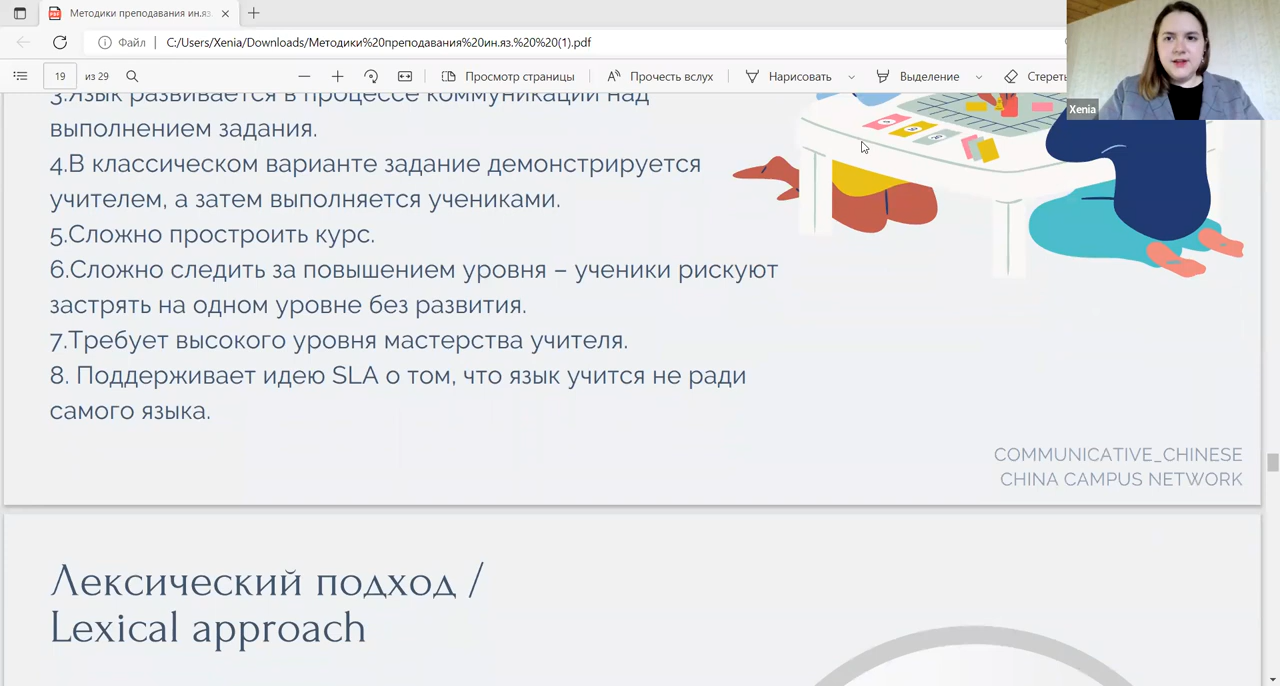 Методики преподавания ин.яз.
Файл
C:/Users/Xenia/Downloads/Методики%20преподавания%20ин.яз.%20%20(1).pdf
19 из 29
Просмотр страницы
Прочесть вслух
Нарисовать
Выделение
Стереть
Xenia
3.Язык развивается в процессе коммуникации над
выполнением задания.
4.В классическом варианте задание демонстрируется
учителем, а затем выполняется учениками.
5.Сложно простроить курс.
6.Сложно следить за повышением уровня – ученики рискуют
застрять на одном уровне без развития.
7.Требует высокого уровня мастерства учителя.
8. Поддерживает идею SLA о том, что язык учится не ради
самого языка.
COMMUNICATIVE_CHINESE
CHINA CAMPUS NETWORK
Лексический подход /
Lexical approach